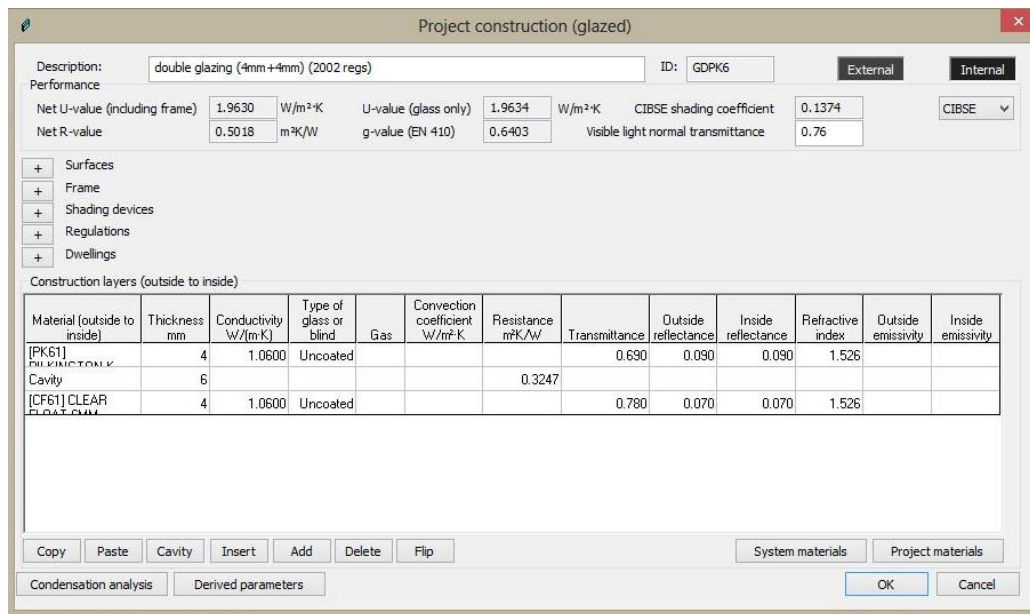 Project construction (glazed)
Description: double glazing (4mm+4mm) (2002 regs) ID: GDPK6 External Internal
Performance
Net U-value (including frame) 1.9630 W/m²·K U-value (glass only) 1.9634 W/m²·K CIBSE shading coefficient 0.1374 CIBSE
Net R-value 0.5018 m²K/W g-value (EN 410) 0.6403 Visible light normal transmittance 0.76
+ Surfaces
+ Frame
+ Shading devices
+ Regulations
+ Dwellings
Construction layers (outside to inside)
Material (outside to inside) Thickness mm Conductivity W/(m·K) Type of glass or blind Gas Convection coefficient W/m²·K Resistance m²K/W Transmittance Outside reflectance Inside reflectance Refractive index Outside emissivity Inside emissivity
[PK61] 4 1.0600 Uncoated 0.690 0.090 0.090 1.526
Cavity 6 0.3247
[CF61] CLEAR 4 1.0600 Uncoated 0.780 0.070 0.070 1.526
Copy Paste Cavity Insert Add Delete Flip System materials Project materials
Condensation analysis Derived parameters OK Cancel